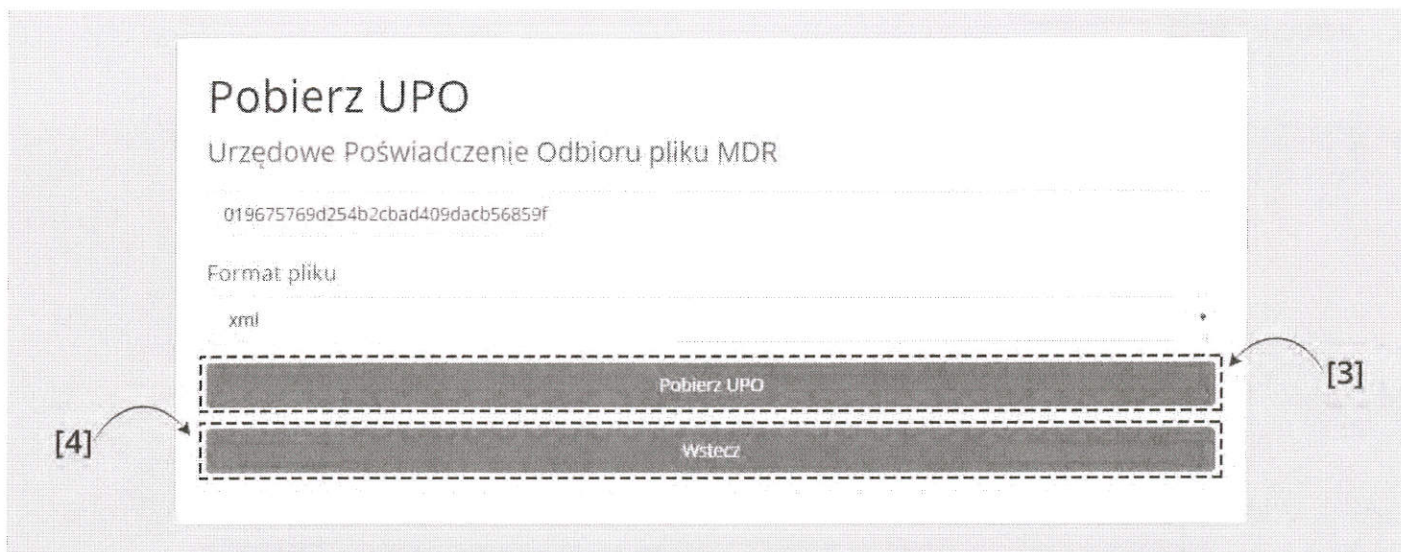 Pobierz UPO
Urzędowe Poświadczenie Odbioru pliku MDR
019675769d254b2cbad409dacb56859f
Format pliku
xml
Pobierz UPO
[3]
[4]
Wstecz